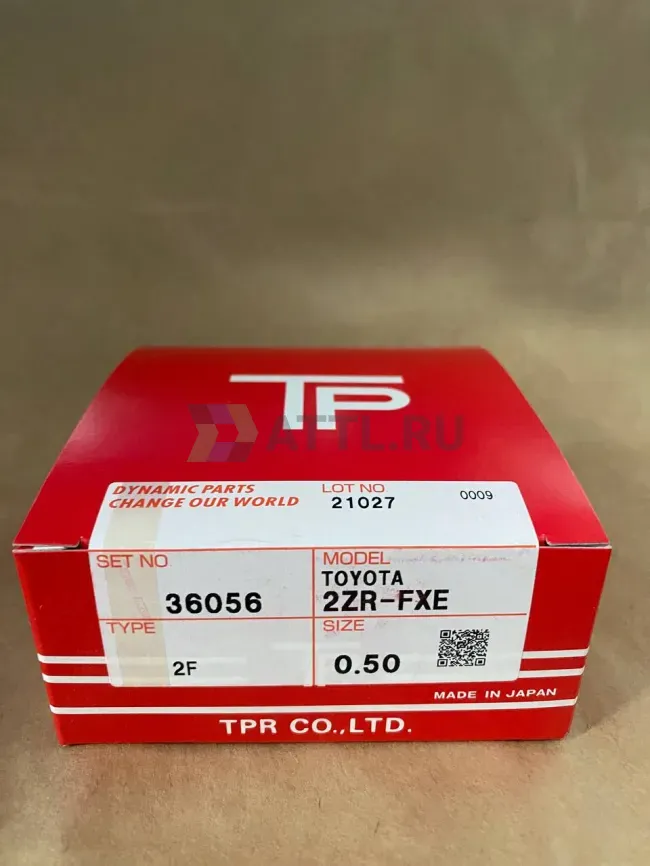 TP
ATTL.RU
DYNAMIC PARTS
CHANGE OUR WORLD
LOT NO
21027
0009
SET NO
36056
MODEL
TOYOTA
2ZR-FXE
TYPE
2F
SIZE
0.50
MADE IN JAPAN
TPR CO.,LTD.